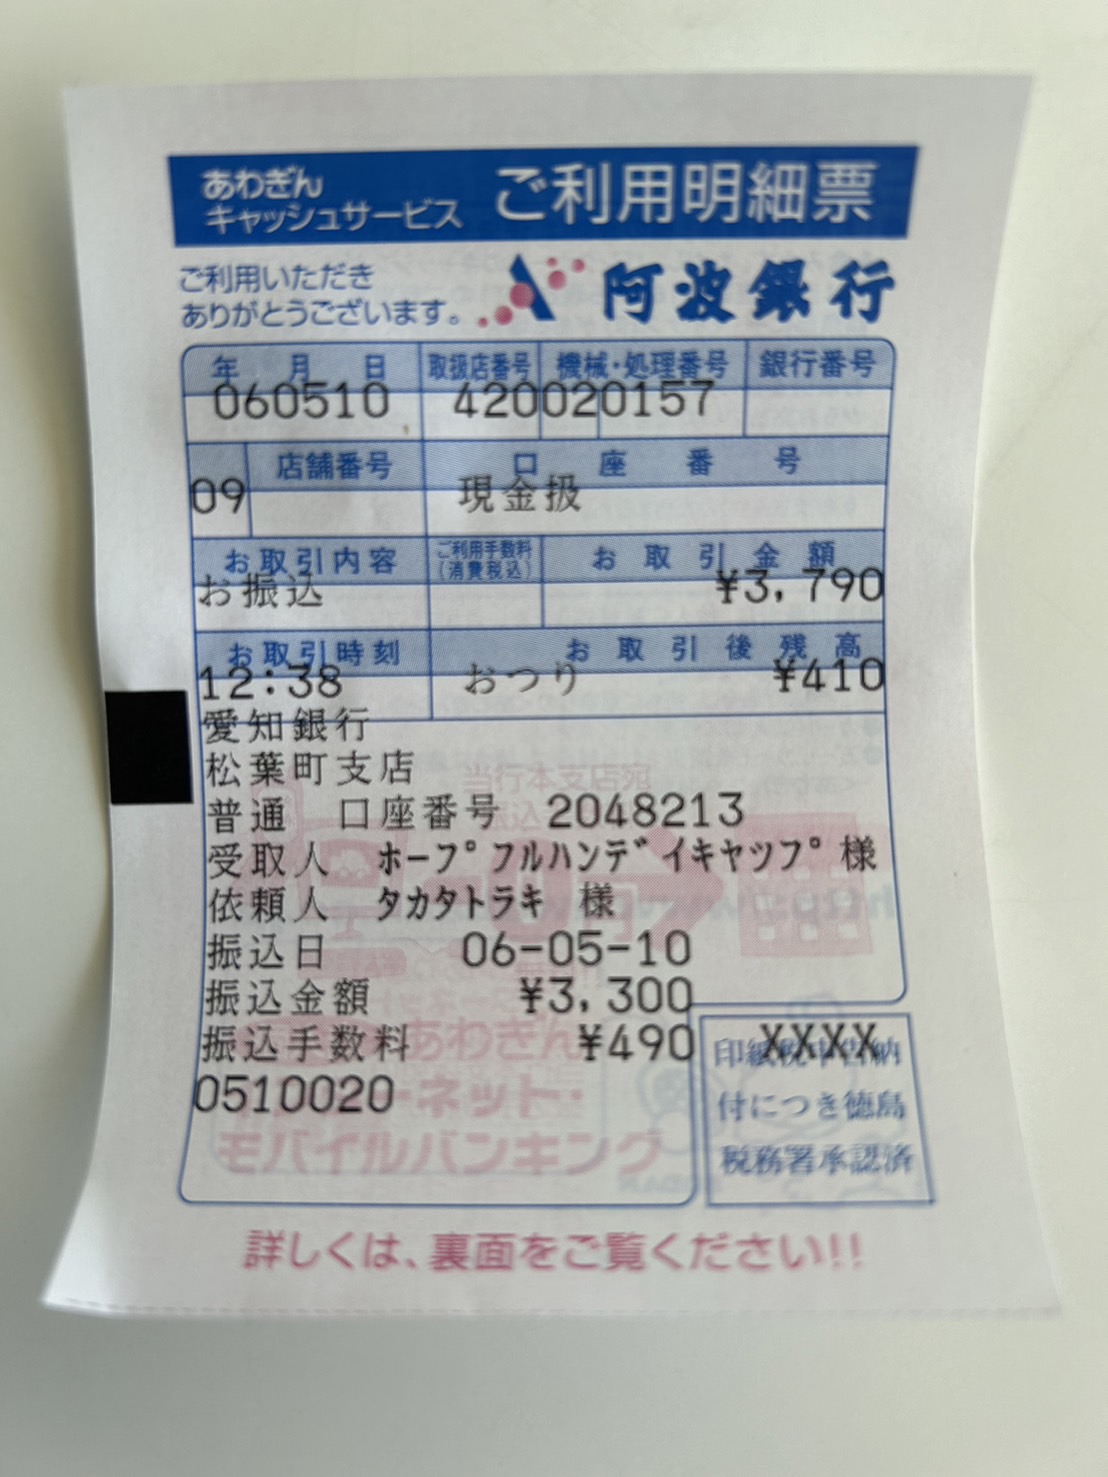 あわぎん
キャッシュサービス
ご利用明細票
ご利用いただき
ありがとうございます。
阿波銀行
年 月 日 取扱店番号 機械・処理番号 銀行番号
060510 420020157
店舗番号 口座番号
09 現金扱
お取引内容 ご利用手数料(消費税込) お取引金額
お振込 ¥3,790
お取引時刻 お取引後残高
12:38 おつり ¥410
愛知銀行
松葉町支店
普通 口座番号 2048213
受取人 ホープフルハンディキャップ様
依頼人 タカタトラキ 様
振込日 06-05-10
振込金額 ¥3,300
振込手数料 ¥490
0510020
XXXX
印紙税申告納
付につき徳島
税務署承認済
詳しくは、裏面をご覧ください!!